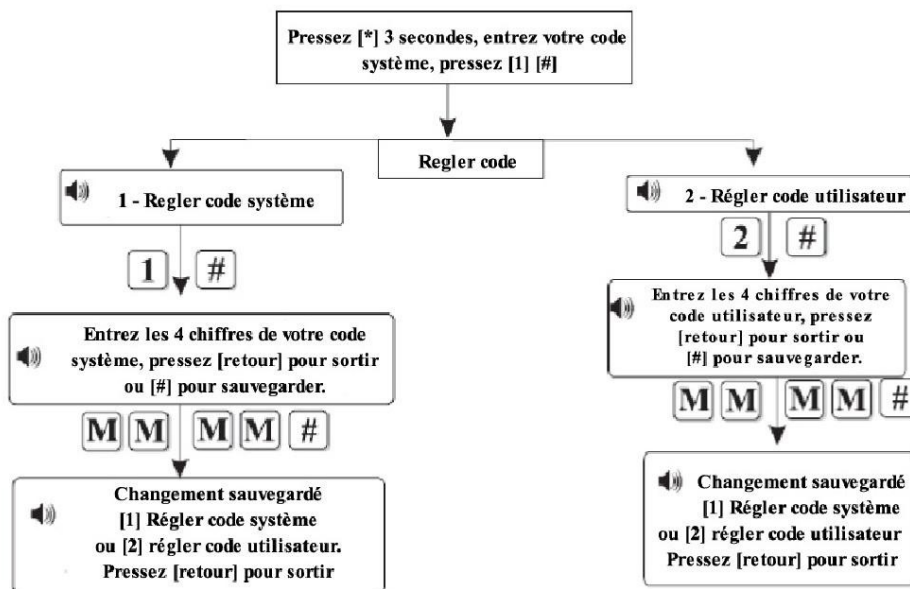 Pressez [*] 3 secondes, entrez votre code
système, pressez [1] [#]
Regler code
1 - Regler code système
1 #
Entrez les 4 chiffres de votre code
système, pressez [retour] pour sortir
ou [#] pour sauvegarder.
M M M M #
Changement sauvegardé
[1] Régler code système
ou [2] régler code utilisateur.
Pressez [retour] pour sortir
2 - Régler code utilisateur
2 #
Entrez les 4 chiffres de votre
code utilisateur, pressez
[retour] pour sortir ou
[#] pour sauvegarder.
M M M M #
Changement sauvegardé
[1] Régler code système
ou [2] régler code utilisateur
Pressez [retour] pour sortir